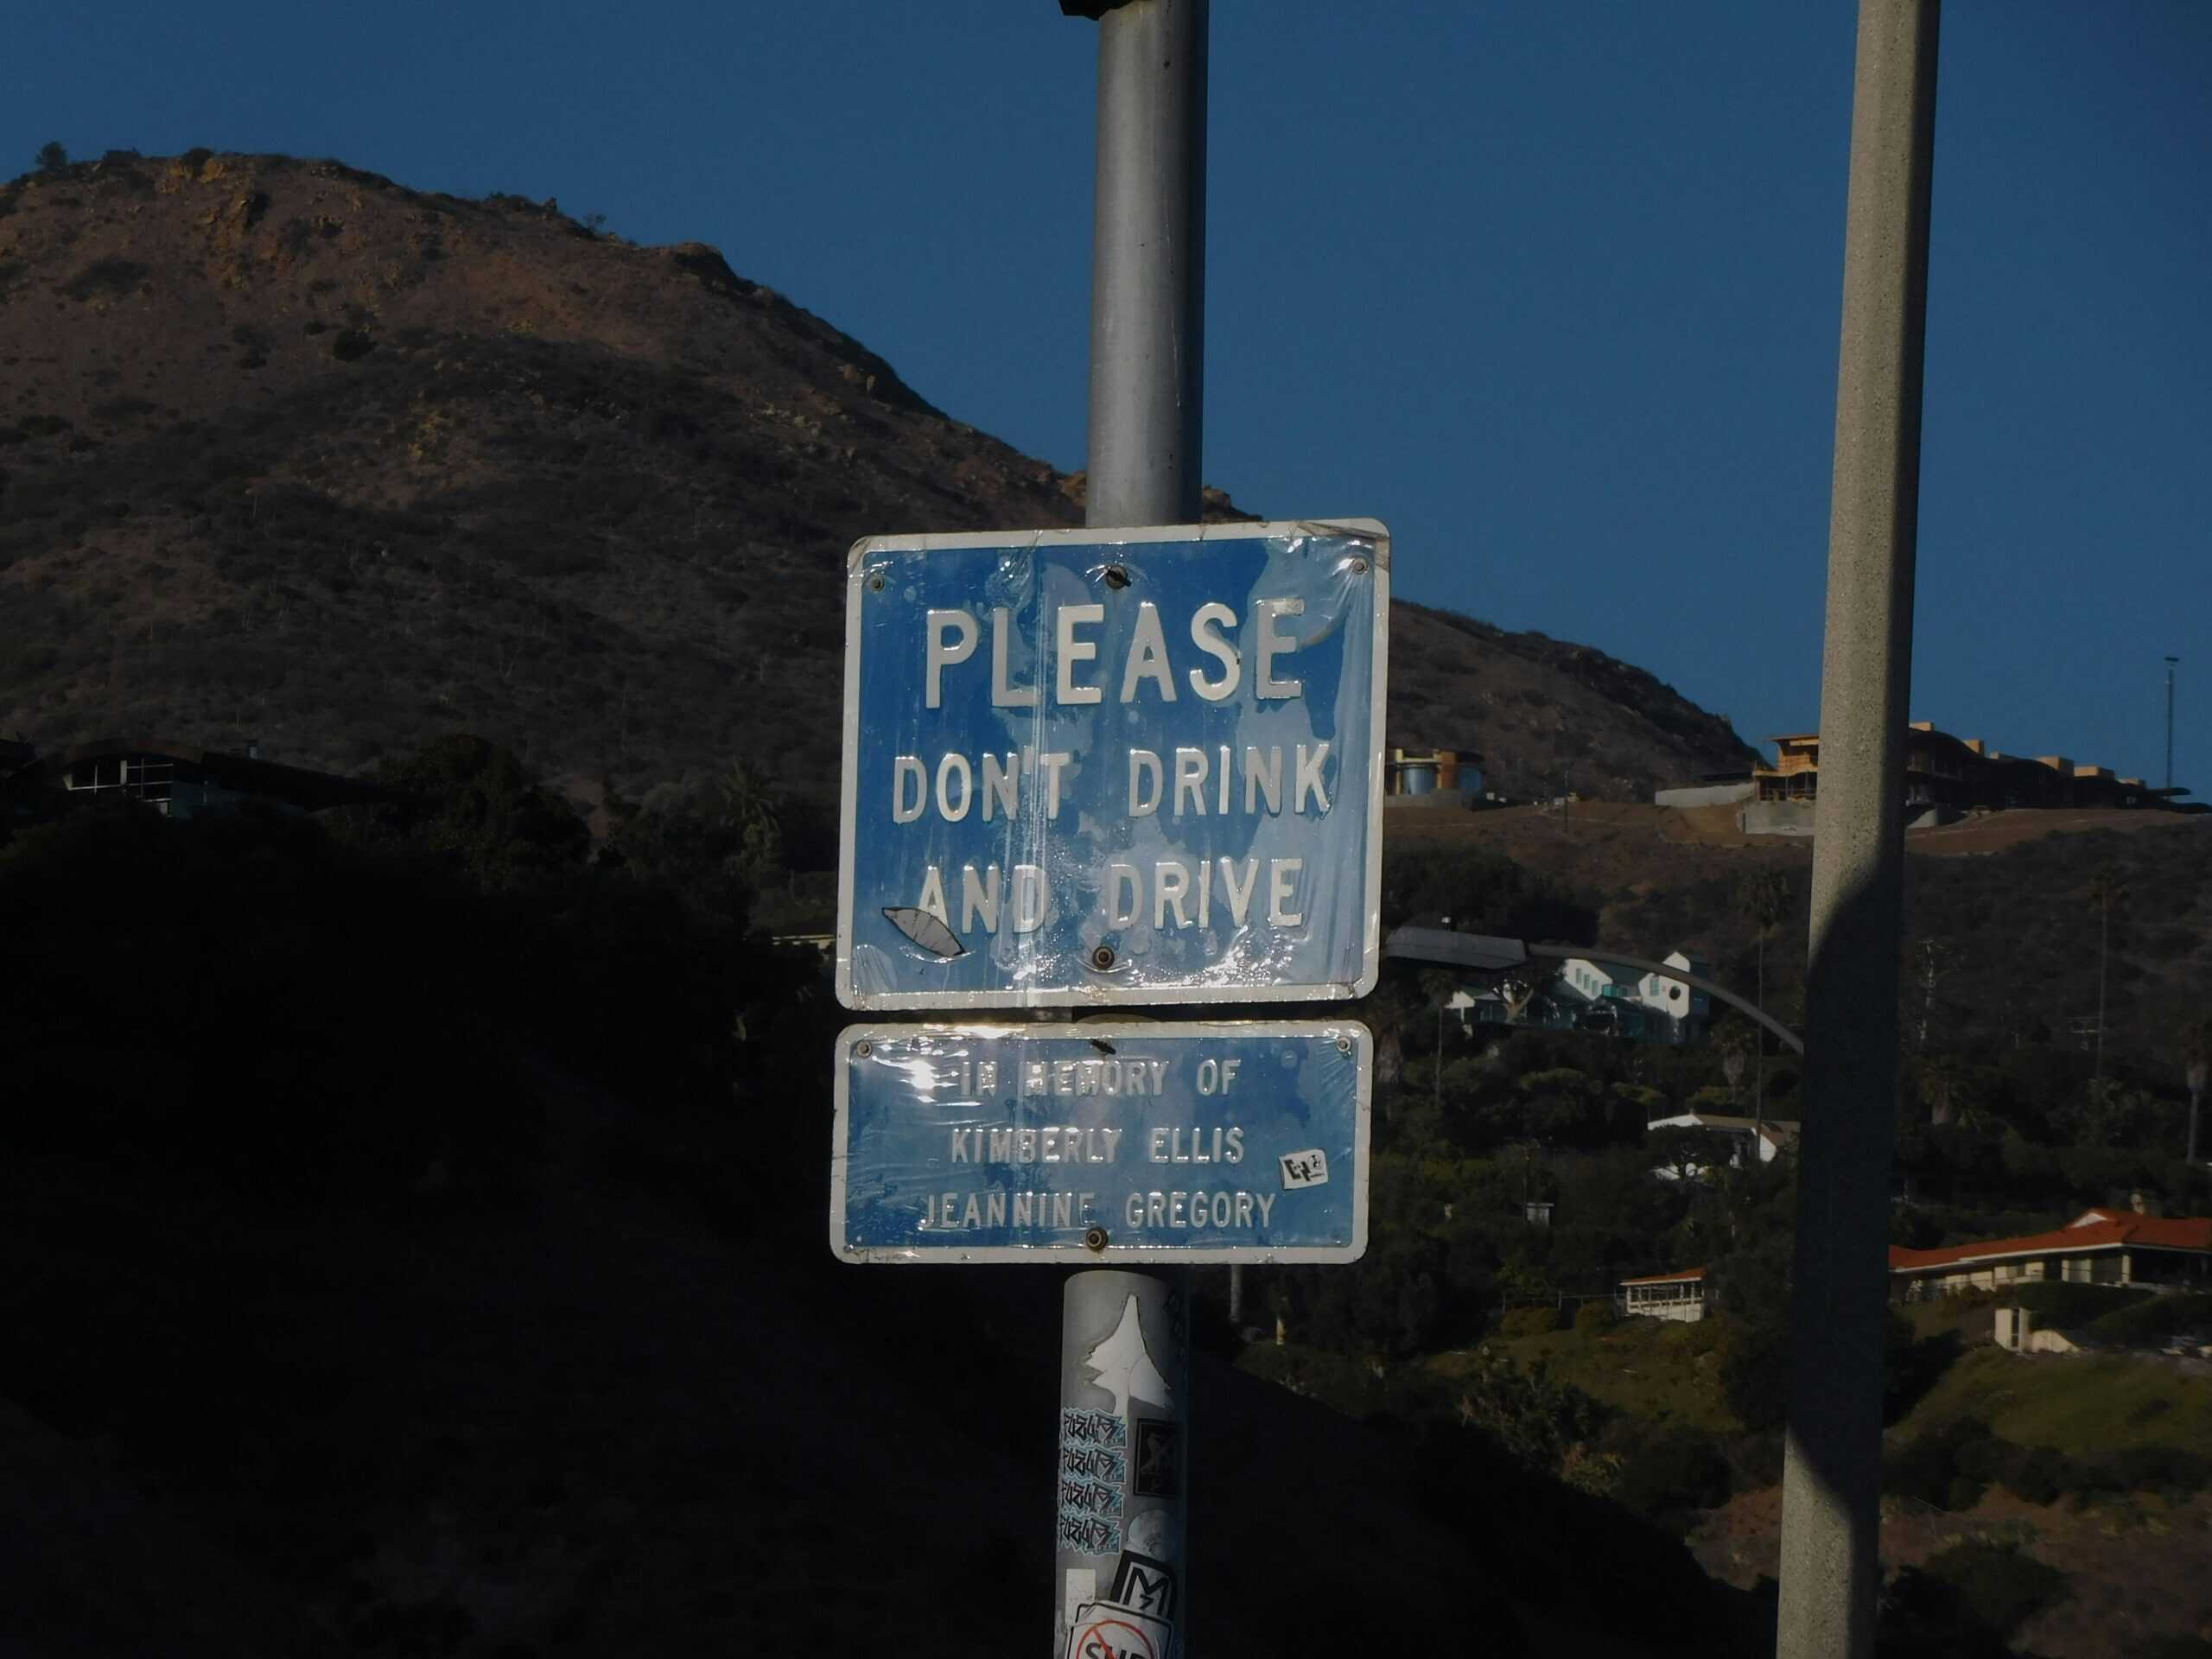 PLEASE
DON'T DRINK
AND DRIVE
IN MEMORY OF
KIMBERLY ELLIS
JEANNINE GREGORY
M